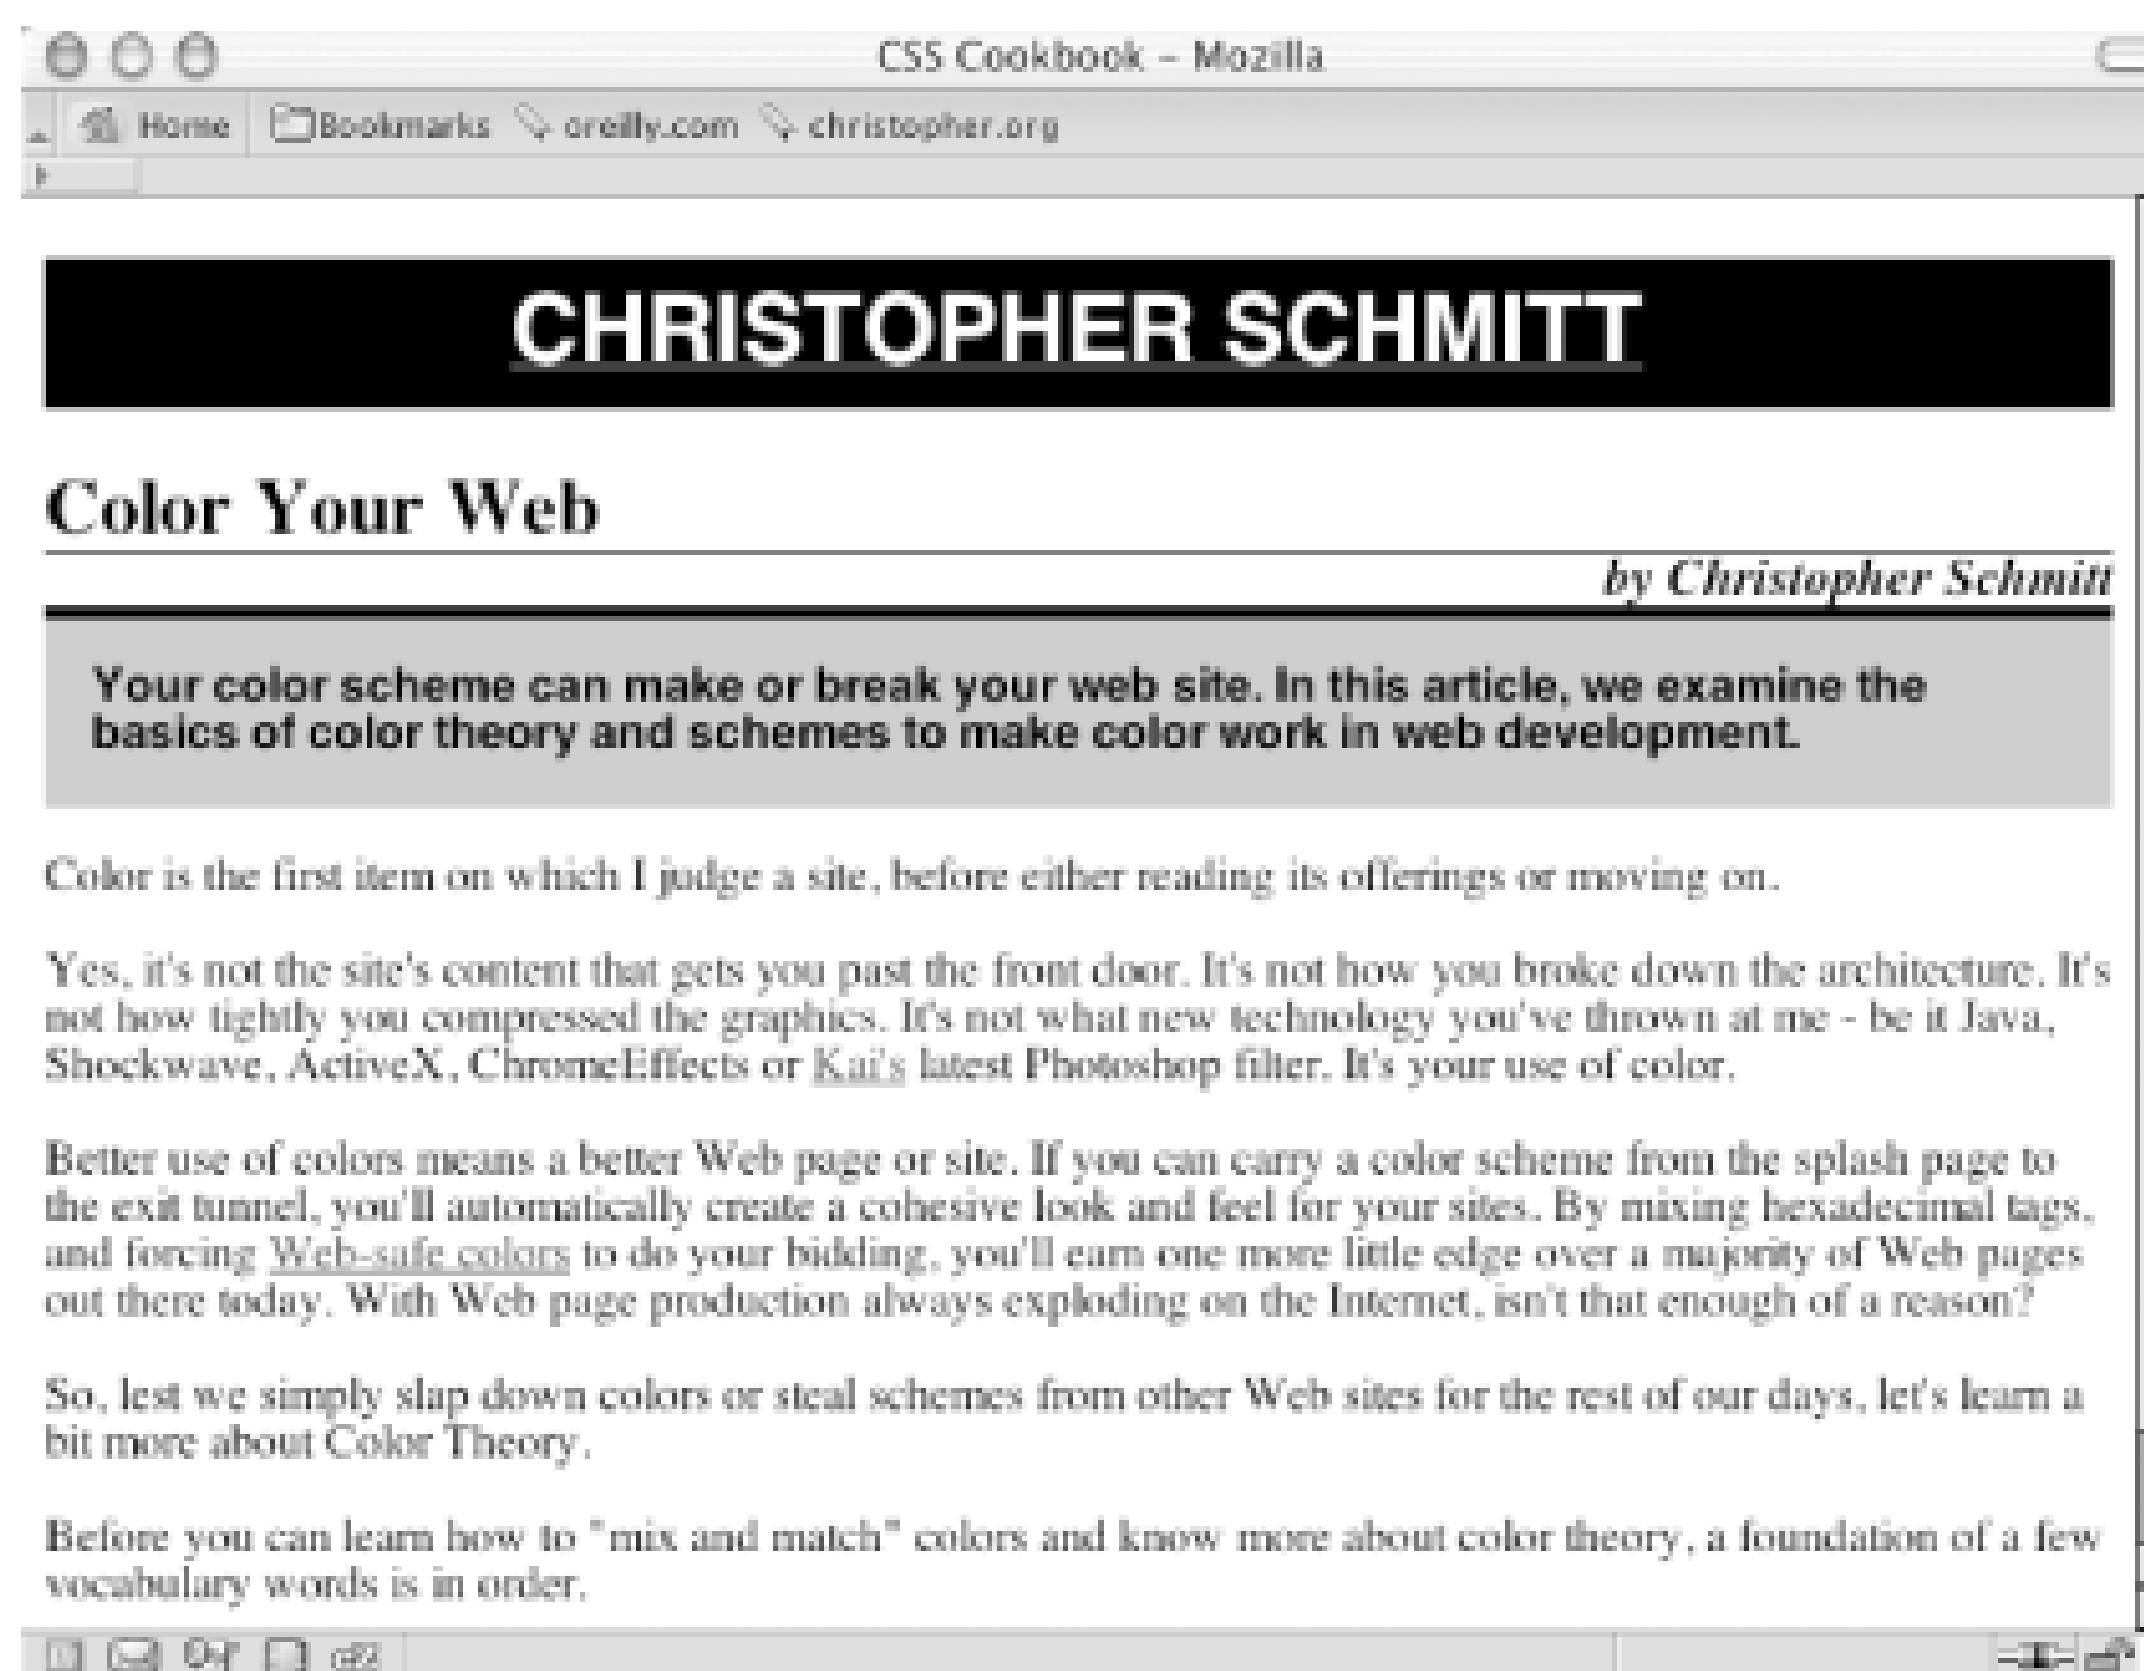 CSS Cookbook – Mozilla
Home Bookmarks oreilly.com christopher.org
CHRISTOPHER SCHMITT
Color Your Web
by Christopher Schmitt
Your color scheme can make or break your web site. In this article, we examine the
basics of color theory and schemes to make color work in web development.
Color is the first item on which I judge a site, before either reading its offerings or moving on.
Yes, it's not the site's content that gets you past the front door. It's not how you broke down the architecture. It's
not how tightly you compressed the graphics. It's not what new technology you've thrown at me - be it Java,
Shockwave, ActiveX, ChromeEffects or Kai's latest Photoshop filter. It's your use of color.
Better use of colors means a better Web page or site. If you can carry a color scheme from the splash page to
the exit tunnel, you'll automatically create a cohesive look and feel for your sites. By mixing hexadecimal tags,
and forcing Web-safe colors to do your bidding, you'll earn one more little edge over a majority of Web pages
out there today. With Web page production always exploding on the Internet, isn't that enough of a reason?
So, lest we simply slap down colors or steal schemes from other Web sites for the rest of our days, let's learn a
bit more about Color Theory.
Before you can learn how to "mix and match" colors and know more about color theory, a foundation of a few
vocabulary words is in order.